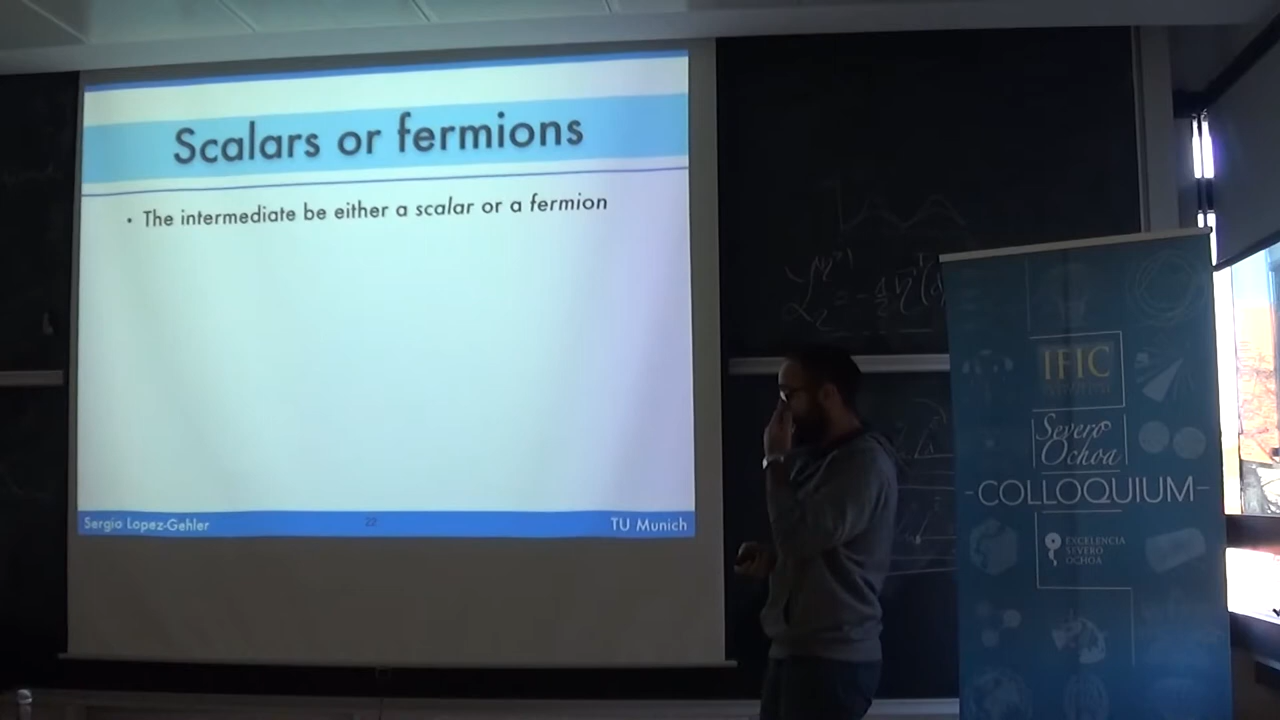 Scalars or fermions
• The intermediate be either a scalar or a fermion
Sergio Lopez-Gehler
22
TU Munich
IFIC
Severo
Ochoa
-COLLOQUIUM-
EXCELENCIA
SEVERO
OCHOA